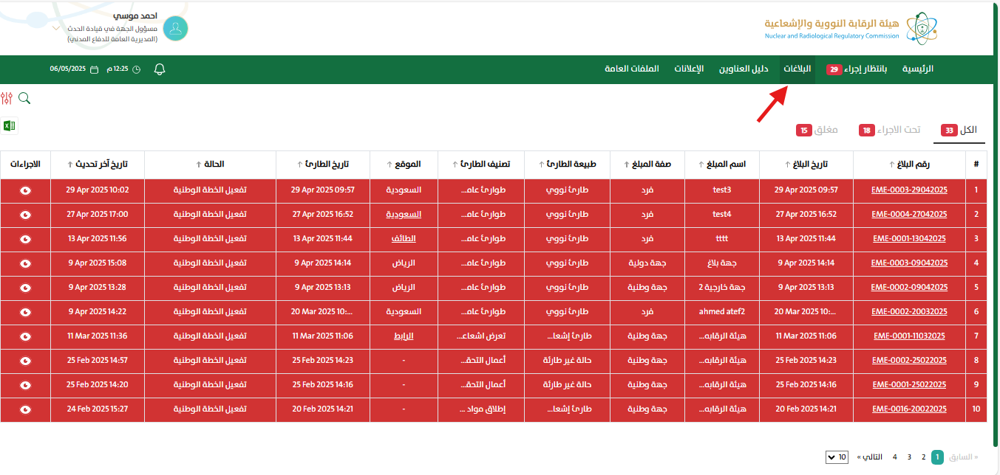 هيئة الرقابة النووية والإشعاعية
Nuclear and Radiological Regulatory Commission
احمد موسي
مسؤول الجهة في قيادة الحدث
(المديرية العامة للدفاع المدني)
الرئيسية بانتظار إجراء 29 البلاغات دليل العناوين الإعلانات الملفات العامة 12:25 م 06/05/2025
الكل 33 تحت الاجراء 18 مغلق 15
# رقم البلاغ ↑ تاريخ البلاغ ↑ اسم المبلغ ↑ صفة المبلغ ↑ طبيعة الطارئ ↑ تصنيف الطارئ ↑ الموقع ↑ تاريخ الطارئ ↑ الحالة ↑ تاريخ آخر تحديث ↑ الاجراءات
1 EME-0003-29042025 29 Apr 2025 09:57 test3 فرد طارئ نووي طوارئ عام... السعودية 29 Apr 2025 09:57 تفعيل الخطة الوطنية 29 Apr 2025 10:02
2 EME-0004-27042025 27 Apr 2025 16:52 test4 فرد طارئ نووي طوارئ عام... السعودية 27 Apr 2025 16:52 تفعيل الخطة الوطنية 27 Apr 2025 17:00
3 EME-0001-13042025 13 Apr 2025 11:44 tttt فرد طارئ نووي طوارئ عام... الطائف 13 Apr 2025 11:44 تفعيل الخطة الوطنية 13 Apr 2025 11:56
4 EME-0003-09042025 9 Apr 2025 14:14 جهة بلاغ جهة دولية طارئ نووي طوارئ عام... الرياض 9 Apr 2025 14:14 تفعيل الخطة الوطنية 9 Apr 2025 15:08
5 EME-0002-09042025 9 Apr 2025 13:13 جهة خارجية 2 جهة وطنية طارئ نووي طوارئ عام... الرياض 9 Apr 2025 13:13 تفعيل الخطة الوطنية 9 Apr 2025 13:28
6 EME-0002-20032025 20 Mar 2025 10:... ahmed atef2 فرد طارئ نووي طوارئ عام... السعودية 20 Mar 2025 10:... تفعيل الخطة الوطنية 9 Apr 2025 14:22
7 EME-0001-11032025 11 Mar 2025 11:06 هيئة الرقابه... جهة وطنية طارئ إشعا... تعرض اشعاع... الرابط 11 Mar 2025 11:06 تفعيل الخطة الوطنية 11 Mar 2025 11:36
8 EME-0002-25022025 25 Feb 2025 14:23 هيئة الرقابه... جهة وطنية حالة غير طارئة أعمال التحق... - 25 Feb 2025 14:23 تفعيل الخطة الوطنية 25 Feb 2025 14:57
9 EME-0001-25022025 25 Feb 2025 14:16 هيئة الرقابه... جهة وطنية حالة غير طارئة أعمال التحق... - 25 Feb 2025 14:16 تفعيل الخطة الوطنية 25 Feb 2025 14:20
10 EME-0016-20022025 20 Feb 2025 14:21 هيئة الرقابه... جهة وطنية طارئ إشعا... إطلاق مواد ... - 20 Feb 2025 14:21 تفعيل الخطة الوطنية 24 Feb 2025 15:27
« السابق 1 2 3 4 التالي » 10